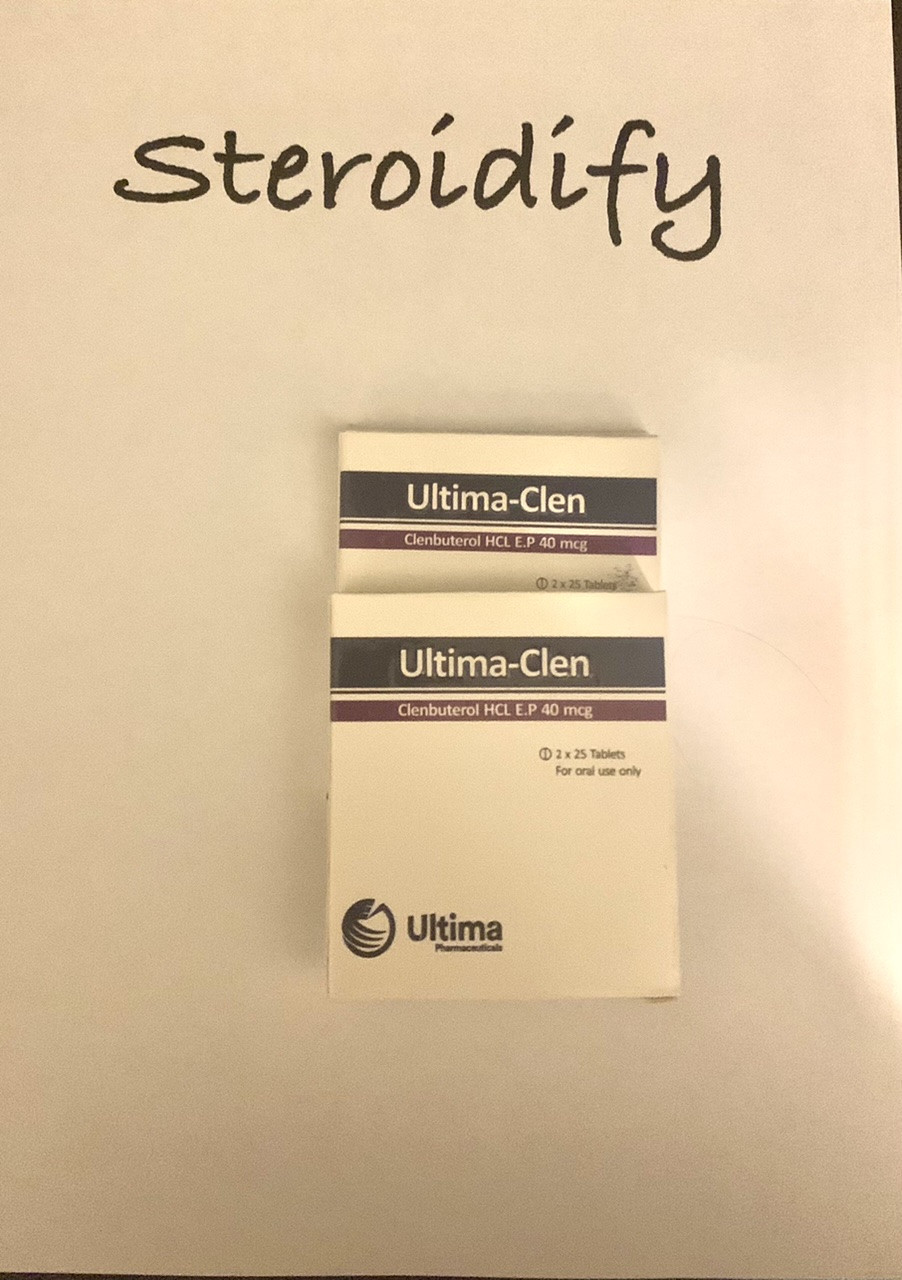 Steroidify
Ultima-Clen
Clenbuterol HCL E.P 40 mcg
2 x 25 Tablets
Ultima-Clen
Clenbuterol HCL E.P 40 mcg
2 x 25 Tablets
For oral use only
Ultima
Pharmaceuticals